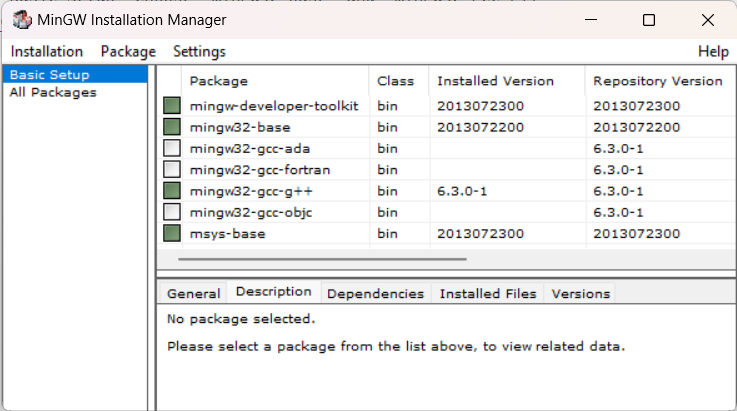 MinGW Installation Manager
Installation Package Settings Help
Basic Setup
All Packages
Package Class Installed Version Repository Version
mingw-developer-toolkit bin 2013072300 2013072300
mingw32-base bin 2013072200 2013072200
mingw32-gcc-ada bin 6.3.0-1
mingw32-gcc-fortran bin 6.3.0-1
mingw32-gcc-g++ bin 6.3.0-1 6.3.0-1
mingw32-gcc-objc bin 6.3.0-1
msys-base bin 2013072300 2013072300
General Description Dependencies Installed Files Versions
No package selected.
Please select a package from the list above, to view related data.